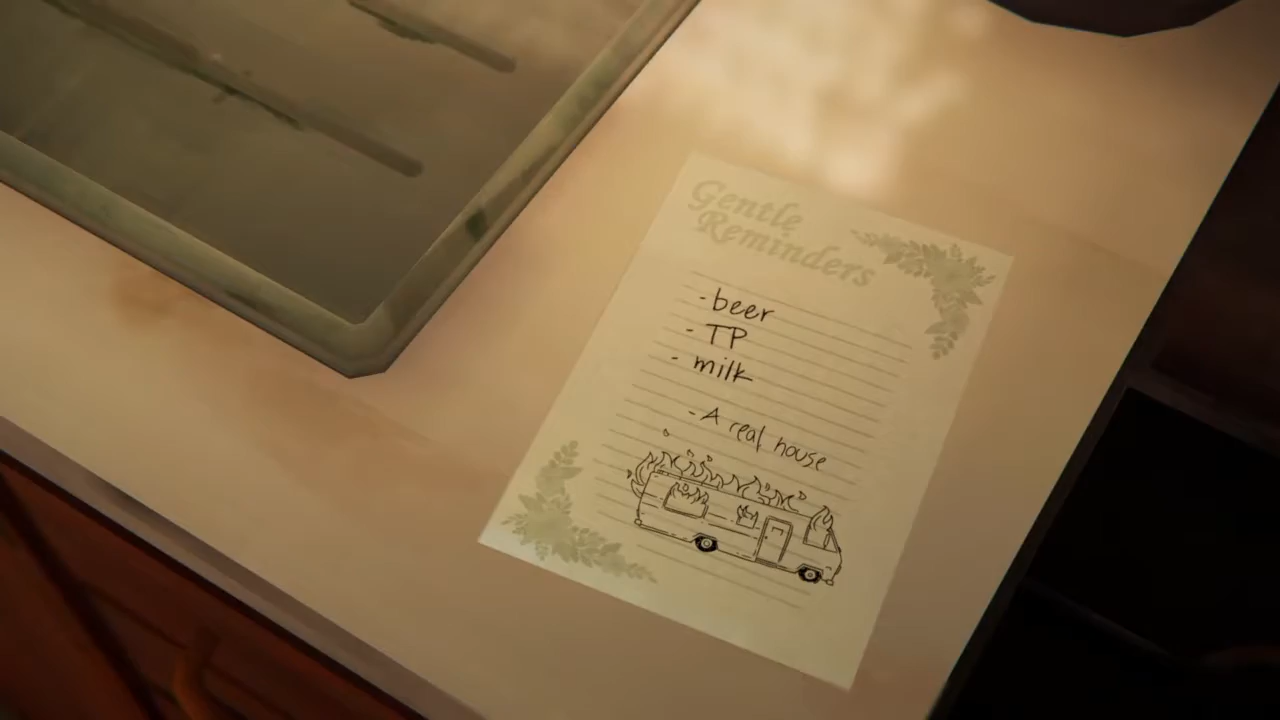 Gentle
Reminders
- beer
- TP
- milk
- A real house